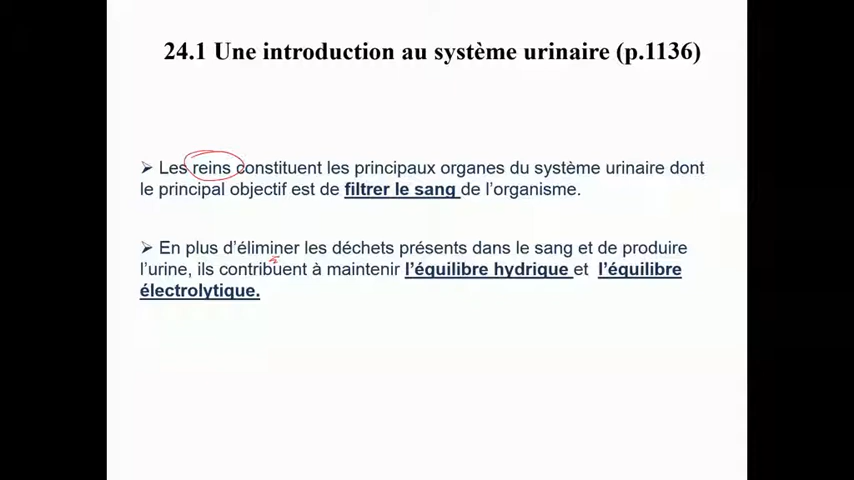 24.1 Une introduction au système urinaire (p.1136)
➢ Les reins constituent les principaux organes du système urinaire dont
le principal objectif est de filtrer le sang de l’organisme.
➢ En plus d’éliminer les déchets présents dans le sang et de produire
l’urine, ils contribuent à maintenir l’équilibre hydrique et l’équilibre
électrolytique.